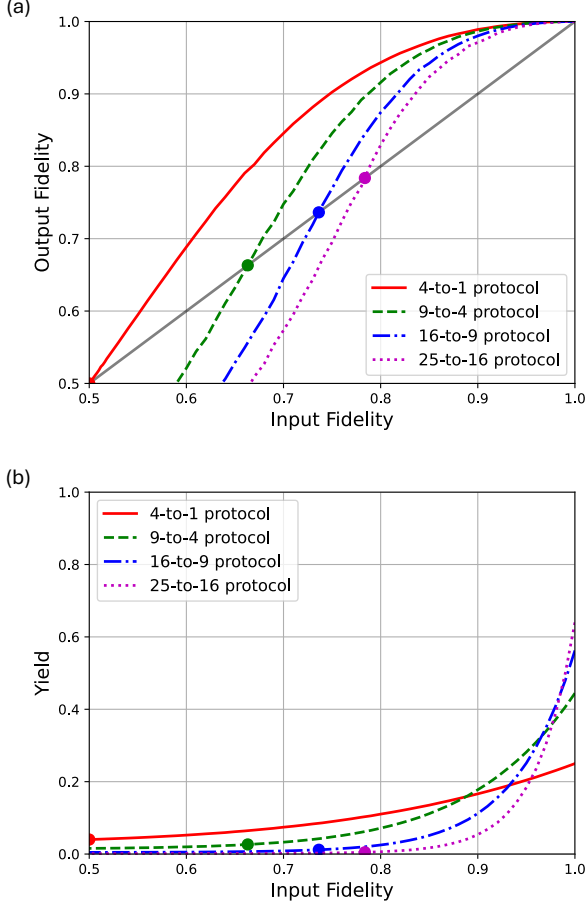 (a)
1.0
0.9
0.8
0.7
0.6
0.5
Output Fidelity
4-to-1 protocol
9-to-4 protocol
16-to-9 protocol
25-to-16 protocol
0.5 0.6 0.7 0.8 0.9 1.0
Input Fidelity
(b)
1.0
0.8
0.6
0.4
0.2
0.0
Yield
4-to-1 protocol
9-to-4 protocol
16-to-9 protocol
25-to-16 protocol
0.5 0.6 0.7 0.8 0.9 1.0
Input Fidelity